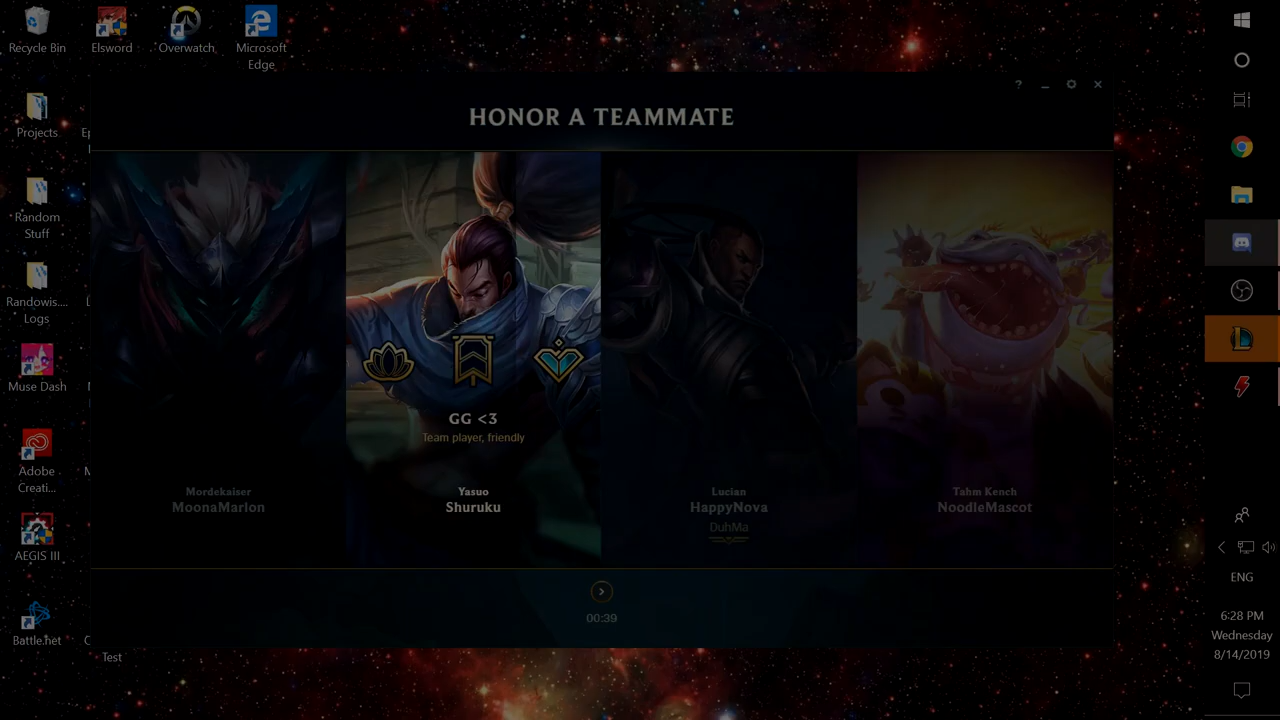 Recycle Bin
Elsword
Overwatch
Microsoft
Edge
Projects
Ep
Random
Stuff
Randowis....
Logs
Muse Dash
Adobe
Creati...
AEGIS III
Battle.net
Test
?
HONOR A TEAMMATE
GG <3
Team player, friendly
Mordekaiser
MoonaMarlon
Yasuo
Shuruku
Lucian
HappyNova
DuhMa
Tahm Kench
NoodleMascot
00:39
ENG
6:28 PM
Wednesday
8/14/2019